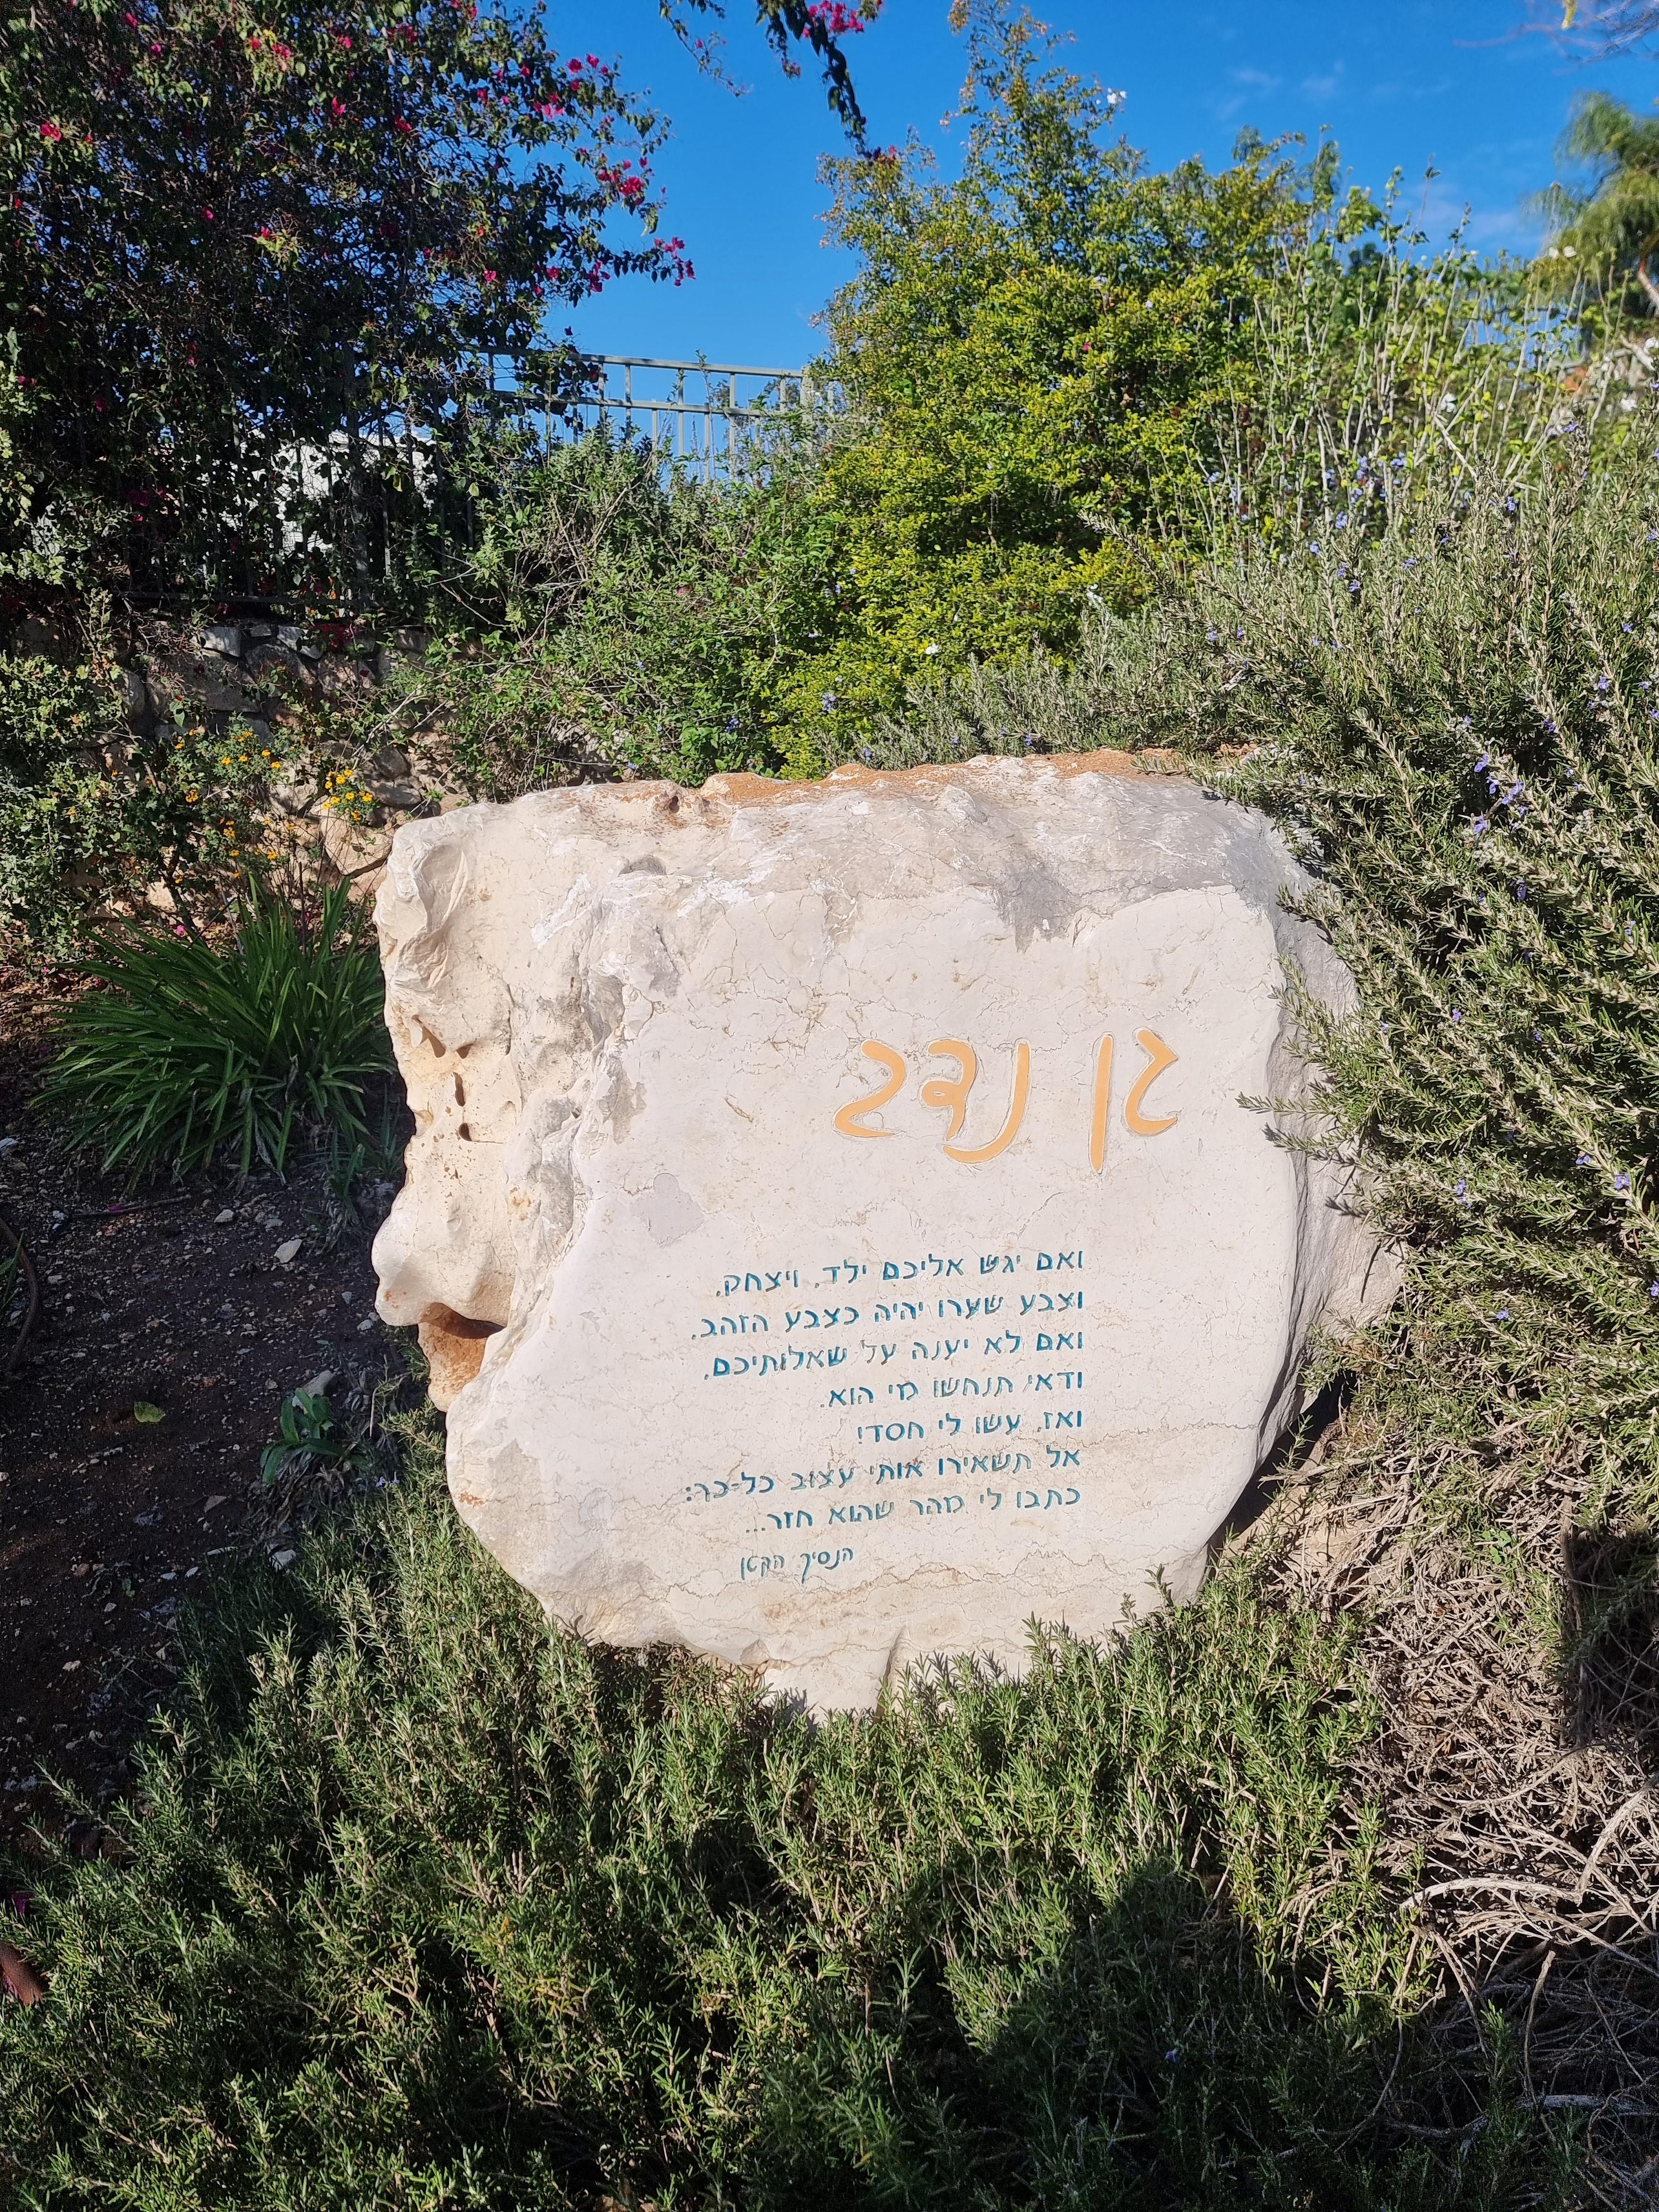 גן נדב
ואם יגש אליכם ילד, ויצחק,
וצבע שערו יהיה כצבע הזהב,
ואם לא יענה על שאלותיכם,
ודאי תנחשו מי הוא.
ואז, עשו לי חסד!
אל תשאירו אותי עצוב כל-כך:
כתבו לי מהר שהוא חזר...
הנסיך הקטן